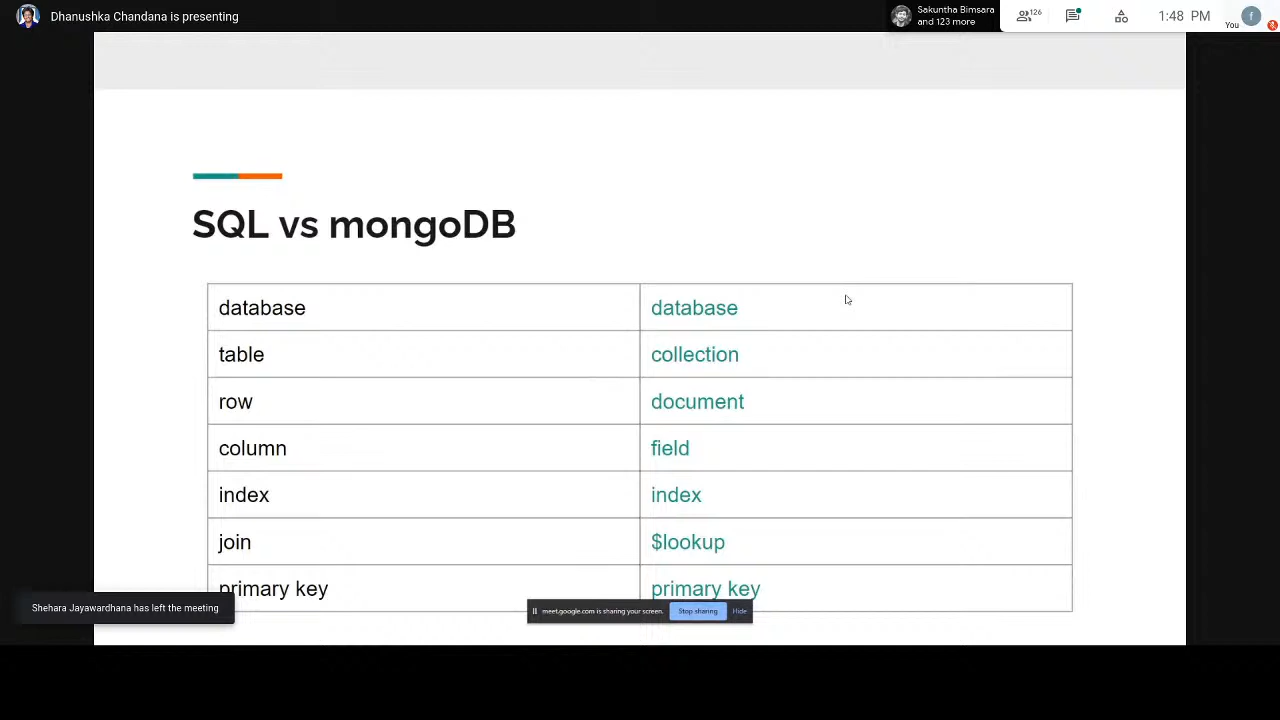 Dhanushka Chandana is presenting
Sakuntha Bimsara
and 123 more
126
1:48 PM
You
f
SQL vs mongoDB
database database
table collection
row document
column field
index index
join $lookup
primary key primary key
Shehara Jayawardhana has left the meeting
meet.google.com is sharing your screen. Stop sharing Hide